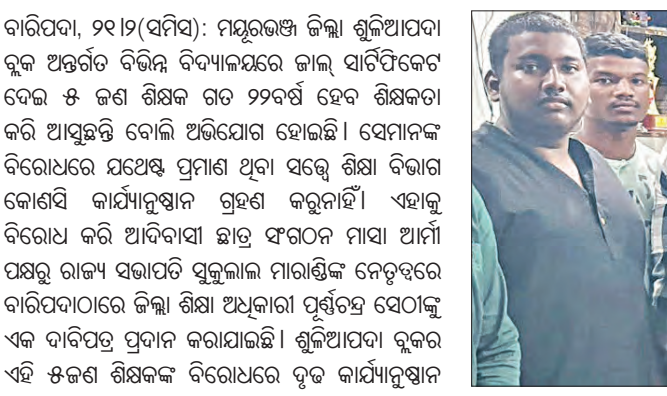 ବାରିପଦା, ୨୧।୨(ସମିସ): ମୟୂରଭଞ୍ଜ ଜିଲ୍ଲା ଶୁଳିଆପଦା
ବ୍ଲକ ଅନ୍ତର୍ଗତ ବିଭିନ୍ନ ବିଦ୍ୟାଳୟରେ ଜାଲ୍ ସାର୍ଟିଫିକେଟ
ଦେଇ ୫ ଜଣ ଶିକ୍ଷକ ଗତ ୨୨ବର୍ଷ ହେବ ଶିକ୍ଷକତା
କରି ଆସୁଛନ୍ତି ବୋଲି ଅଭିଯୋଗ ହୋଇଛି। ସେମାନଙ୍କ
ବିରୋଧରେ ଯଥେଷ୍ଟ ପ୍ରମାଣ ଥିବା ସତ୍ତ୍ୱେ ଶିକ୍ଷା ବିଭାଗ
କୋଣସି କାର୍ଯ୍ୟାନୁଷ୍ଠାନ ଗ୍ରହଣ କରୁନାହିଁ। ଏହାକୁ
ବିରୋଧ କରି ଆଦିବାସୀ ଛାତ୍ର ସଂଗଠନ ମାସା ଆର୍ମୀ
ପକ୍ଷରୁ ରାଜ୍ୟ ସଭାପତି ସୁକୁଲାଲ ମାରାଣ୍ଡିଙ୍କ ନେତୃତ୍ୱରେ
ବାରିପଦାଠାରେ ଜିଲ୍ଲା ଶିକ୍ଷା ଅଧିକାରୀ ପୂର୍ଣ୍ଣଚନ୍ଦ୍ର ସେଠୀଙ୍କୁ
ଏକ ଦାବିପତ୍ର ପ୍ରଦାନ କରାଯାଇଛି। ଶୁଳିଆପଦା ବ୍ଲକର
ଏହି ୫ଜଣ ଶିକ୍ଷକଙ୍କ ବିରୋଧରେ ଦୃଢ କାର୍ଯ୍ୟାନୁଷ୍ଠାନ